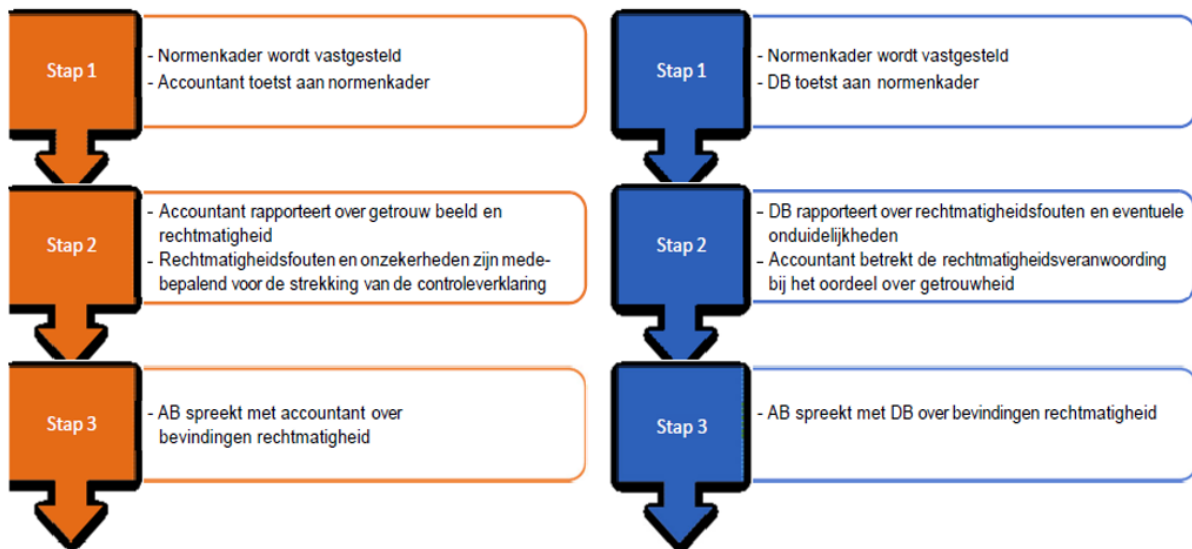 Stap 1
- Normenkader wordt vastgesteld
- Accountant toetst aan normenkader
Stap 2
- Accountant rapporteert over getrouw beeld en
rechtmatigheid
- Rechtmatigheidsfouten en onzekerheden zijn mede-
bepalend voor de strekking van de controleverklaring
Stap 3
- AB spreekt met accountant over
bevindingen rechtmatigheid
Stap 1
- Normenkader wordt vastgesteld
- DB toetst aan normenkader
Stap 2
- DB rapporteert over rechtmatigheidsfouten en eventuele
onduidelijkheden
- Accountant betrekt de rechtmatigheidsveranwoording
bij het oordeel over getrouwheid
Stap 3
- AB spreekt met DB over bevindingen rechtmatigheid